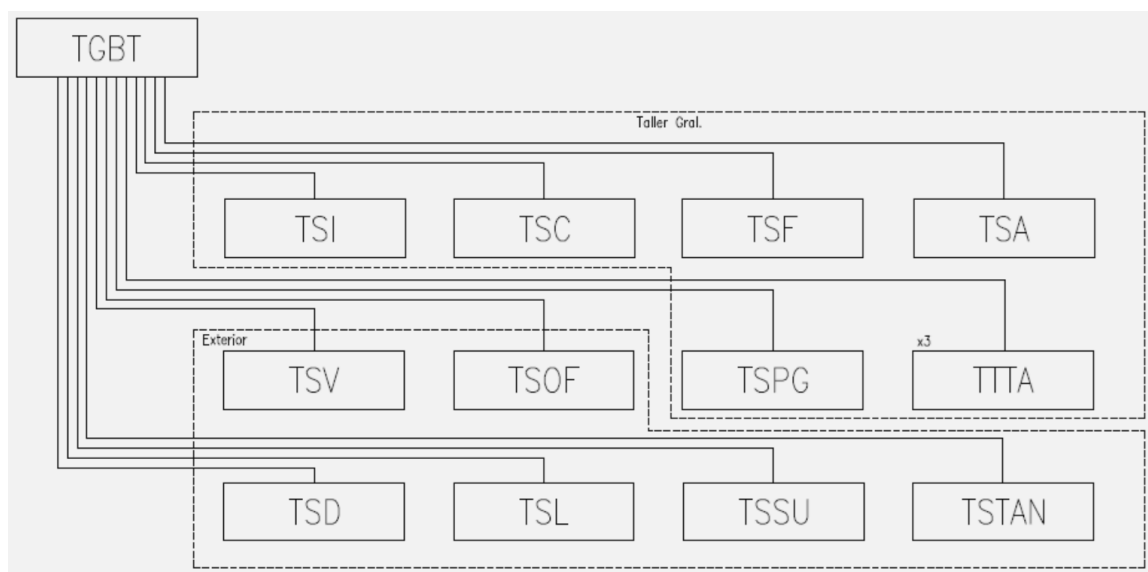 TGBT
Taller Gral.
TSI
TSC
TSF
TSA
Exterior
x3
TSV
TSOF
TSPG
TTTA
TSD
TSL
TSSU
TSTAN